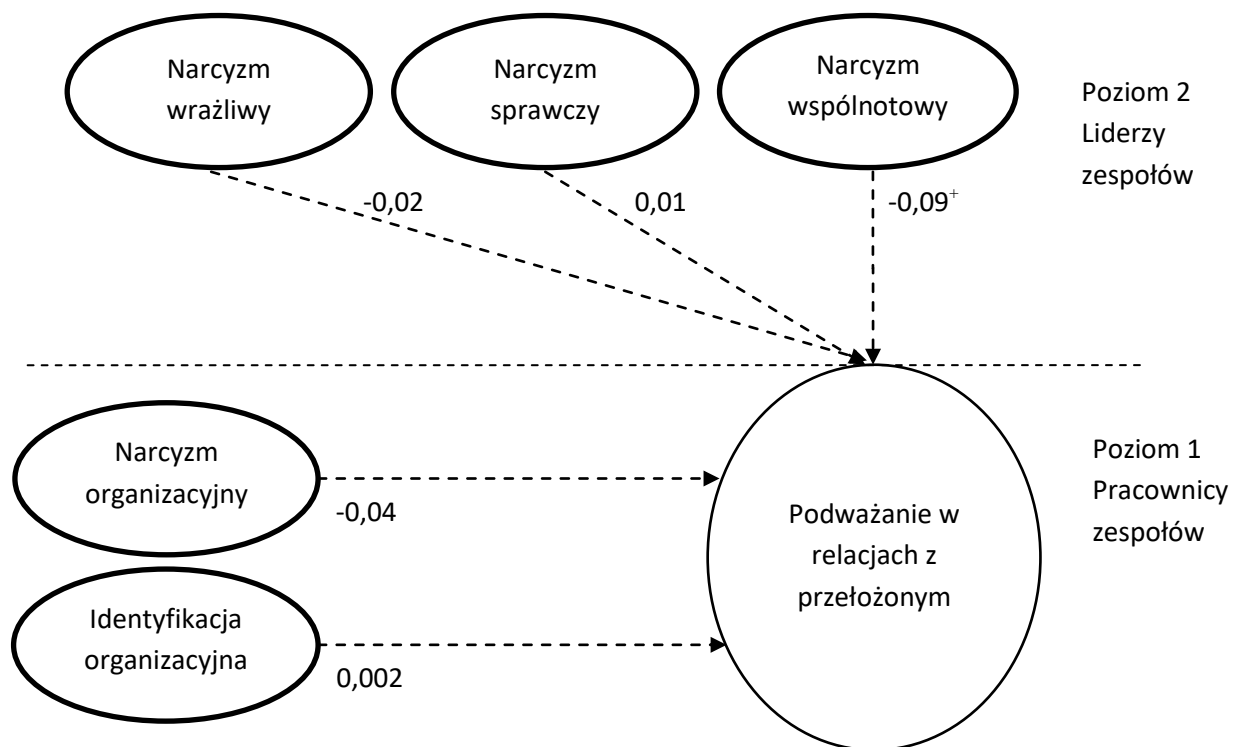 Narcyzm
wrażliwy
Narcyzm
sprawczy
Narcyzm
wspólnotowy
Poziom 2
Liderzy
zespołów
-0,02
0,01
-0,09⁺
Narcyzm
organizacyjny
-0,04
Identyfikacja
organizacyjna
0,002
Podważanie w
relacjach z
przełożonym
Poziom 1
Pracownicy
zespołów